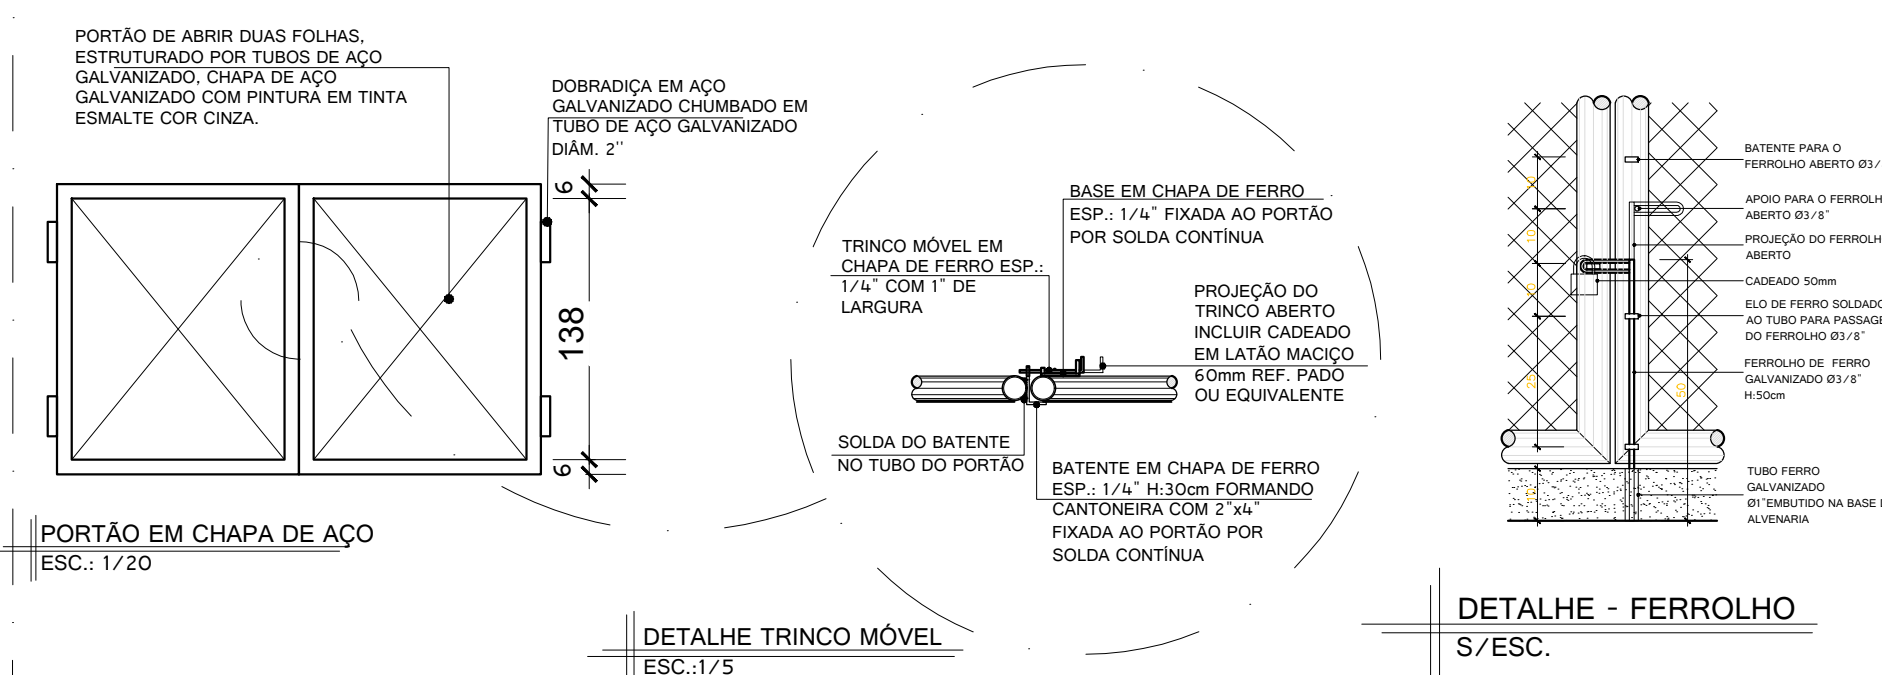 PORTÃO DE ABRIR DUAS FOLHAS,
ESTRUTURADO POR TUBOS DE AÇO
GALVANIZADO, CHAPA DE AÇO
GALVANIZADO COM PINTURA EM TINTA
ESMALTE COR CINZA.
DOBRADIÇA EM AÇO
GALVANIZADO CHUMBADO EM
TUBO DE AÇO GALVANIZADO
DIÂM. 2''
6
138
6
PORTÃO EM CHAPA DE AÇO
ESC.: 1/20
BASE EM CHAPA DE FERRO
ESP.: 1/4" FIXADA AO PORTÃO
POR SOLDA CONTÍNUA
TRINCO MÓVEL EM
CHAPA DE FERRO ESP.:
1/4" COM 1" DE
LARGURA
PROJEÇÃO DO
TRINCO ABERTO
INCLUIR CADEADO
EM LATÃO MACIÇO
60mm REF. PADO
OU EQUIVALENTE
SOLDA DO BATENTE
NO TUBO DO PORTÃO
BATENTE EM CHAPA DE FERRO
ESP.: 1/4" H:30cm FORMANDO
CANTONEIRA COM 2"x4"
FIXADA AO PORTÃO POR
SOLDA CONTÍNUA
DETALHE TRINCO MÓVEL
ESC.:1/5
BATENTE PARA O
FERROLHO ABERTO Ø3/
APOIO PARA O FERROLH
ABERTO Ø3/8"
PROJEÇÃO DO FERROLH
ABERTO
CADEADO 50mm
ELO DE FERRO SOLDADO
AO TUBO PARA PASSAGE
DO FERROLHO Ø3/8"
FERROLHO DE FERRO
GALVANIZADO Ø3/8"
H:50cm
TUBO FERRO
GALVANIZADO
Ø1"EMBUTIDO NA BASE E
ALVENARIA
10
10
10
25
50
10
DETALHE - FERROLHO
S/ESC.